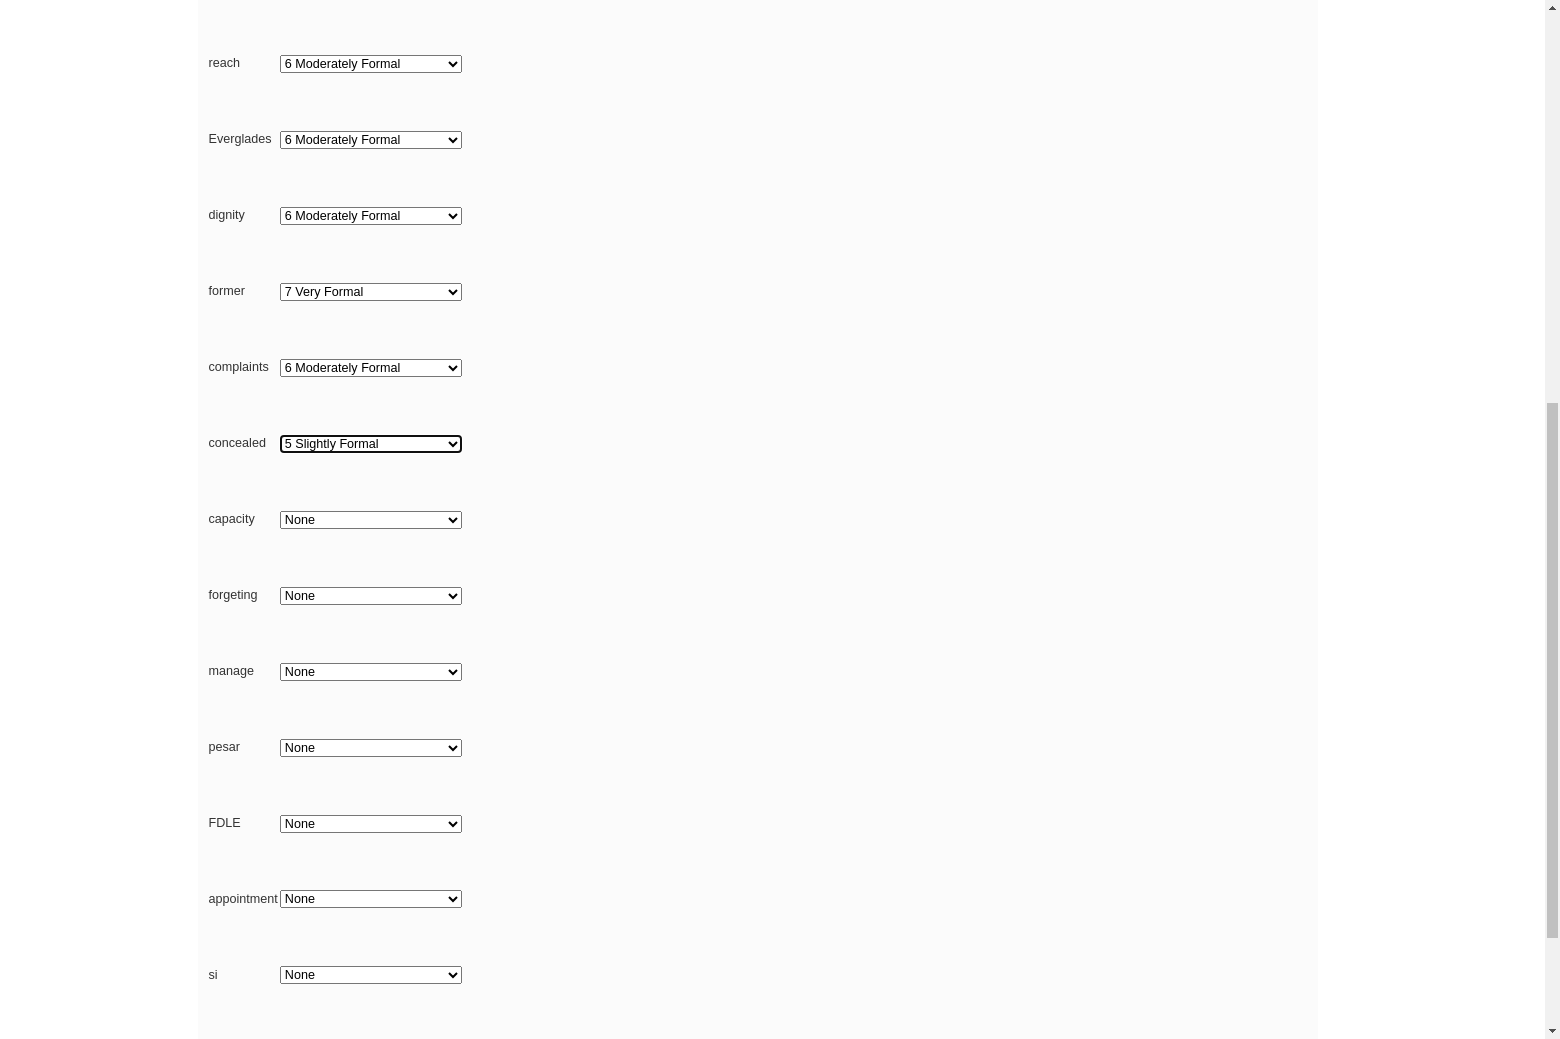 reach 6 Moderately Formal
Everglades 6 Moderately Formal
dignity 6 Moderately Formal
former 7 Very Formal
complaints 6 Moderately Formal
concealed 5 Slightly Formal
capacity None
forgeting None
manage None
pesar None
FDLE None
appointment None
si None